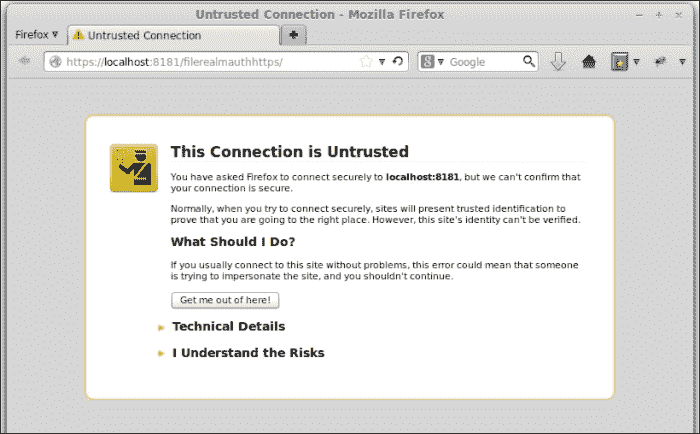 Untrusted Connection - Mozilla Firefox
Firefox
Untrusted Connection
https://localhost:8181/filerealmauthhttps/
Google
This Connection is Untrusted
You have asked Firefox to connect securely to localhost:8181, but we can't confirm that
your connection is secure.
Normally, when you try to connect securely, sites will present trusted identification to
prove that you are going to the right place. However, this site's identity can't be verified.
What Should I Do?
If you usually connect to this site without problems, this error could mean that someone
is trying to impersonate the site, and you shouldn't continue.
Get me out of here!
Technical Details
I Understand the Risks